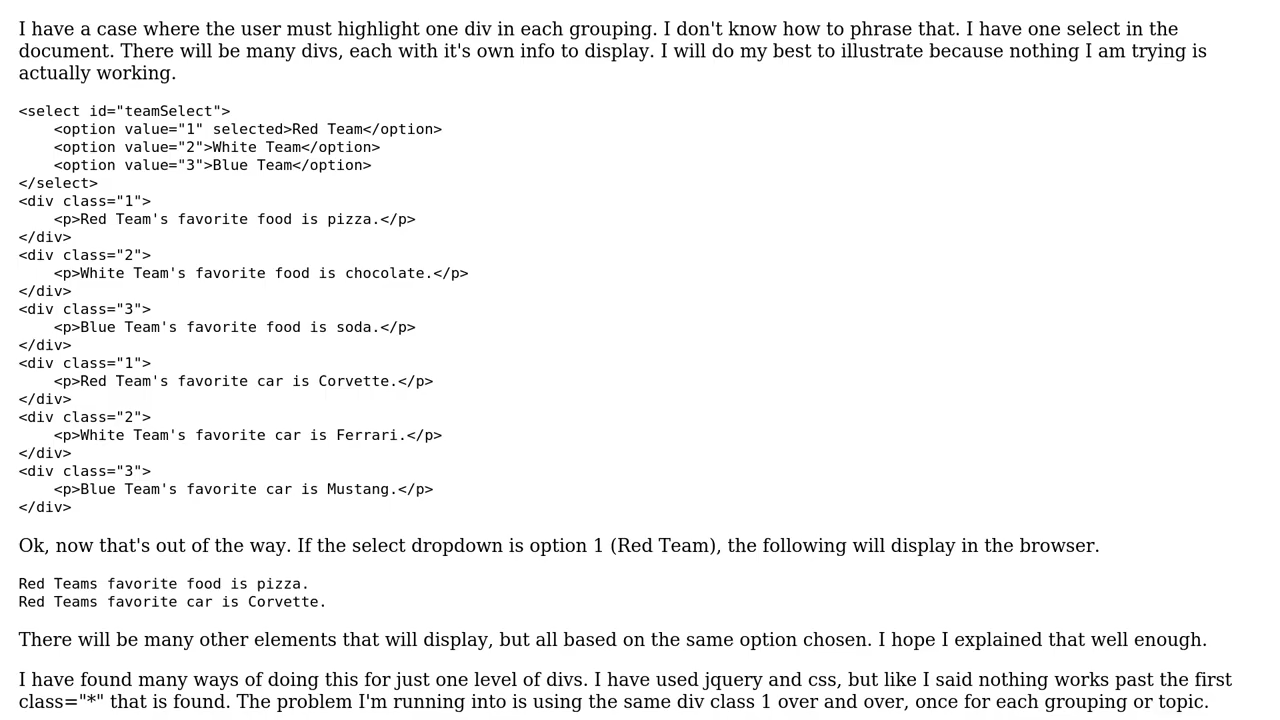 I have a case where the user must highlight one div in each grouping. I don't know how to phrase that. I have one select in the
document. There will be many divs, each with it's own info to display. I will do my best to illustrate because nothing I am trying is
actually working.
<select id="teamSelect">
    <option value="1" selected>Red Team</option>
    <option value="2">White Team</option>
    <option value="3">Blue Team</option>
</select>
<div class="1">
    <p>Red Team's favorite food is pizza.</p>
</div>
<div class="2">
    <p>White Team's favorite food is chocolate.</p>
</div>
<div class="3">
    <p>Blue Team's favorite food is soda.</p>
</div>
<div class="1">
    <p>Red Team's favorite car is Corvette.</p>
</div>
<div class="2">
    <p>White Team's favorite car is Ferrari.</p>
</div>
<div class="3">
    <p>Blue Team's favorite car is Mustang.</p>
</div>
Ok, now that's out of the way. If the select dropdown is option 1 (Red Team), the following will display in the browser.
Red Teams favorite food is pizza.
Red Teams favorite car is Corvette.
There will be many other elements that will display, but all based on the same option chosen. I hope I explained that well enough.
I have found many ways of doing this for just one level of divs. I have used jquery and css, but like I said nothing works past the first
class="*" that is found. The problem I'm running into is using the same div class 1 over and over, once for each grouping or topic.